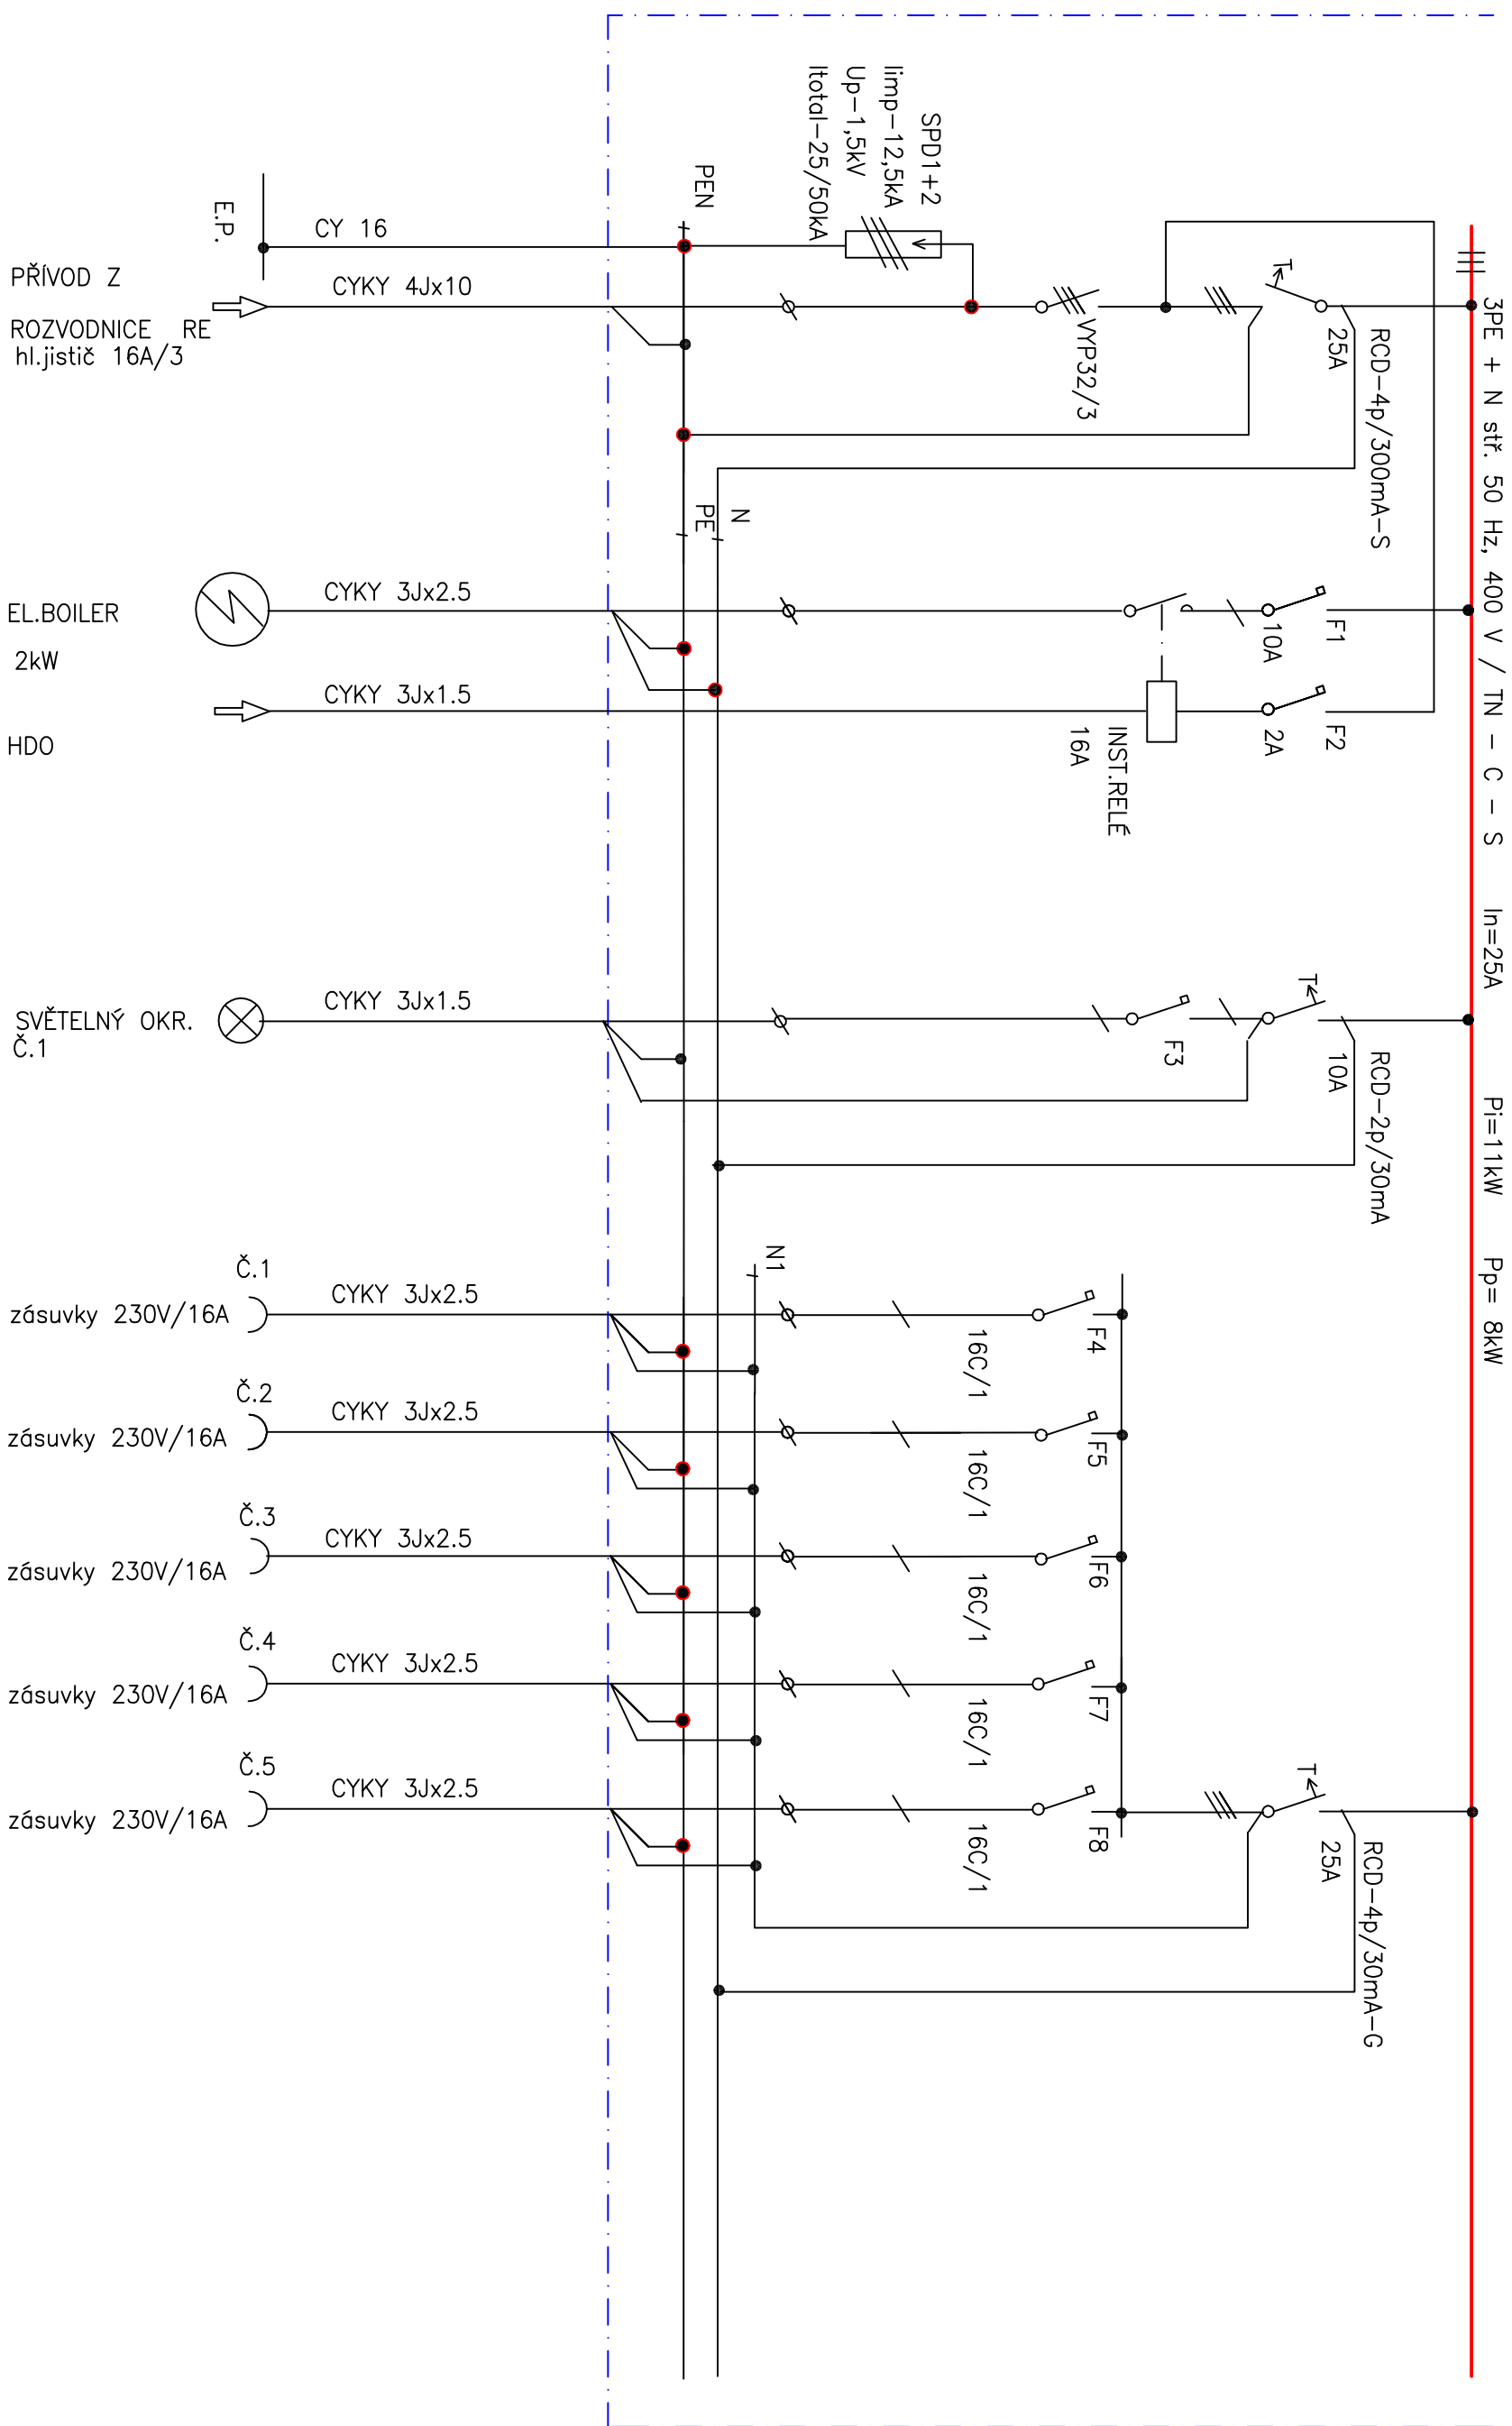 3PE + N stř. 50 Hz, 400 V / TN - C - S In=25A Pi=11kW Pp= 8kW
SPD1+2
Iimp-12,5kA
Up-1,5kV
Itotal-25/50kA
PEN
E.P.
CY 16
PŘÍVOD Z
ROZVODNICE RE
hl.jistič 16A/3
CYKY 4Jx10
VYP32/3
25A
RCD-4p/300mA-S
N
PE
EL.BOILER
2kW
CYKY 3Jx2.5
10A
F1
HDO
CYKY 3Jx1.5
INST.RELÉ
16A
2A
F2
SVĚTELNÝ OKR.
Č.1
CYKY 3Jx1.5
F3
10A
RCD-2p/30mA
N1
Č.1
zásuvky 230V/16A
CYKY 3Jx2.5
16C/1
F4
Č.2
zásuvky 230V/16A
CYKY 3Jx2.5
16C/1
F5
Č.3
zásuvky 230V/16A
CYKY 3Jx2.5
16C/1
F6
Č.4
zásuvky 230V/16A
CYKY 3Jx2.5
16C/1
F7
Č.5
zásuvky 230V/16A
CYKY 3Jx2.5
16C/1
F8
25A
RCD-4p/30mA-G